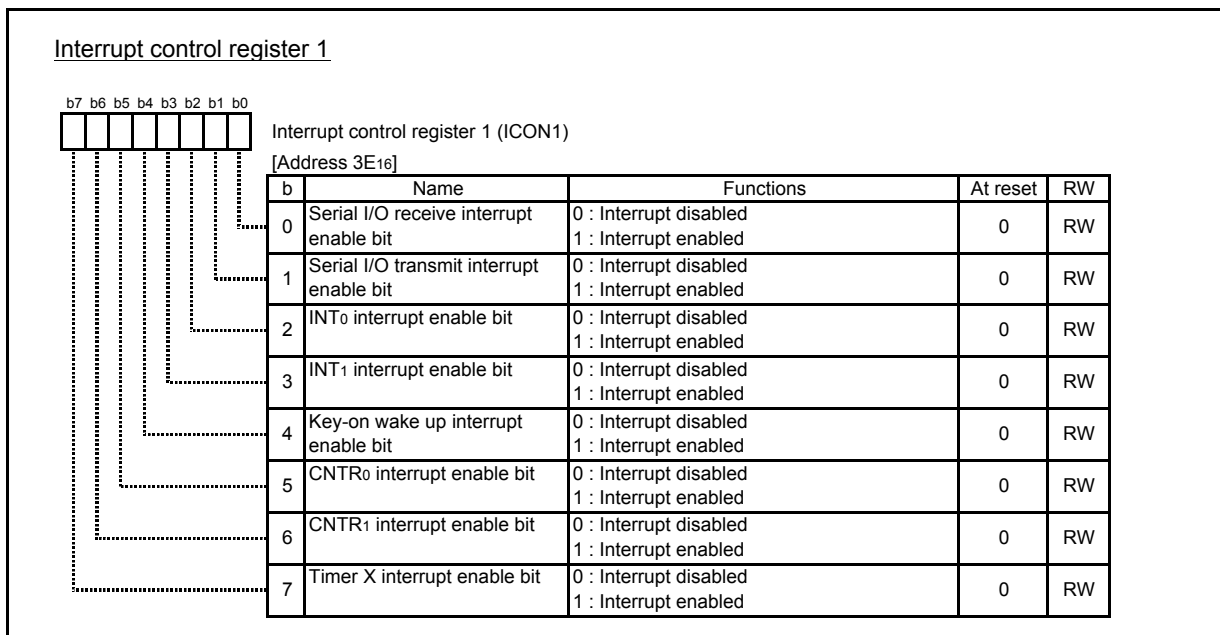 Interrupt control register 1
b7 b6 b5 b4 b3 b2 b1 b0
Interrupt control register 1 (ICON1)
[Address 3E16]
b Name Functions At reset RW
0 Serial I/O receive interrupt enable bit 0 : Interrupt disabled 0 RW
1 : Interrupt enabled
1 Serial I/O transmit interrupt enable bit 0 : Interrupt disabled 0 RW
1 : Interrupt enabled
2 INT0 interrupt enable bit 0 : Interrupt disabled 0 RW
1 : Interrupt enabled
3 INT1 interrupt enable bit 0 : Interrupt disabled 0 RW
1 : Interrupt enabled
4 Key-on wake up interrupt enable bit 0 : Interrupt disabled 0 RW
1 : Interrupt enabled
5 CNTR0 interrupt enable bit 0 : Interrupt disabled 0 RW
1 : Interrupt enabled
6 CNTR1 interrupt enable bit 0 : Interrupt disabled 0 RW
1 : Interrupt enabled
7 Timer X interrupt enable bit 0 : Interrupt disabled 0 RW
1 : Interrupt enabled